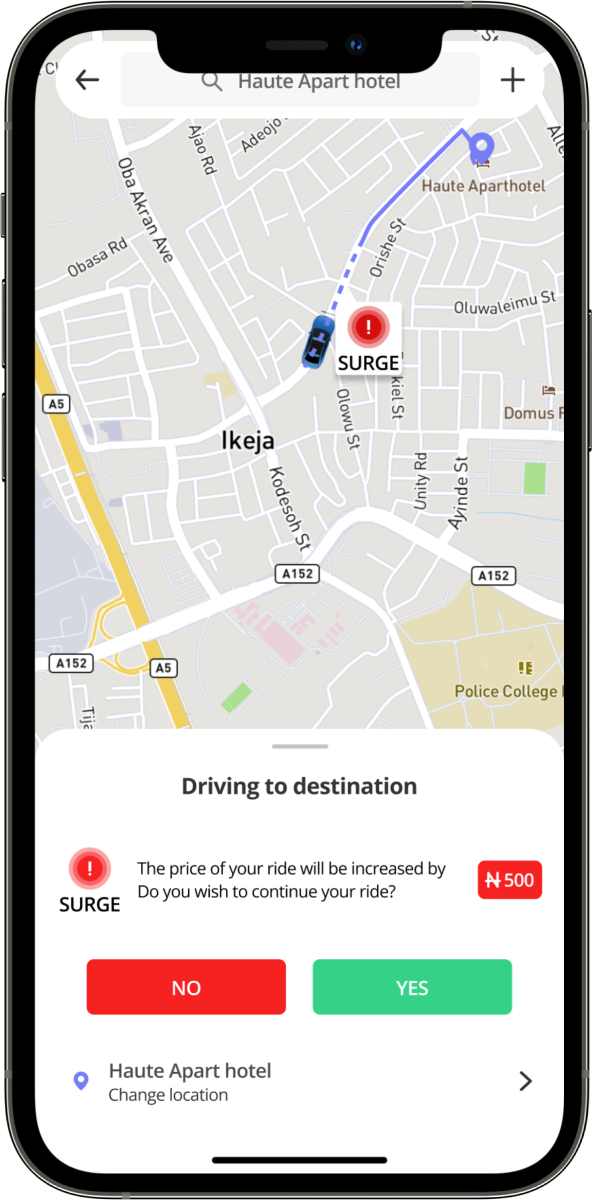 St
Haute Apart hotel
Ajao Rd
Adeojo
Oba Akran Ave
Haute Aparthotel
Obasa Rd
Orishe St
Oluwaleimu St
SURGE
A5
kiel St
Olowu St
Domus
Ikeja
Kodesoh St
Unity Rd
Ayinde St
A152
A152
A152
A5
Police College
Tija
Driving to destination
The price of your ride will be increased by
Do you wish to continue your ride?
₦ 500
SURGE
NO
YES
Haute Apart hotel
Change location